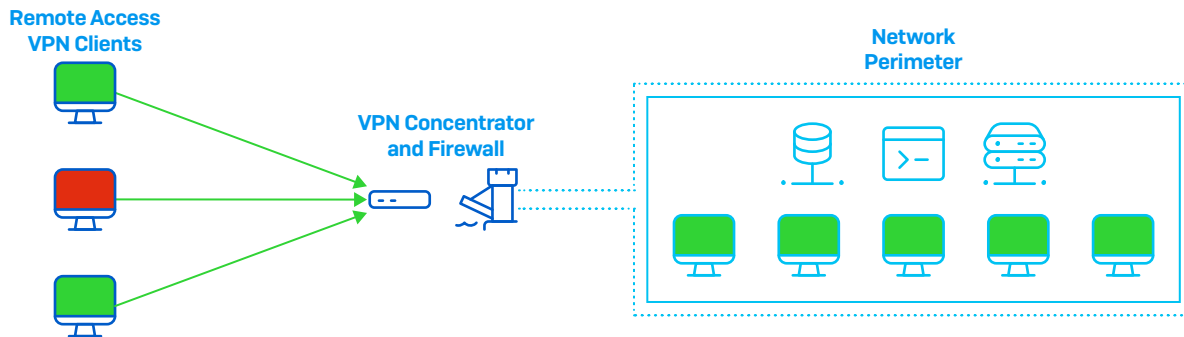 Remote Access
VPN Clients
VPN Concentrator
and Firewall
Network
Perimeter